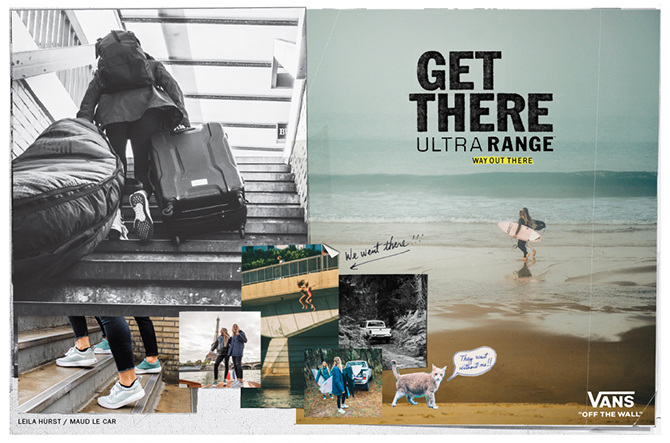 GET
THERE
ULTRA RANGE
WAY OUT THERE
We went there!!!
They went
without me!!
VANS
"OFF THE WALL"
LEILA HURST / MAUD LE CAR